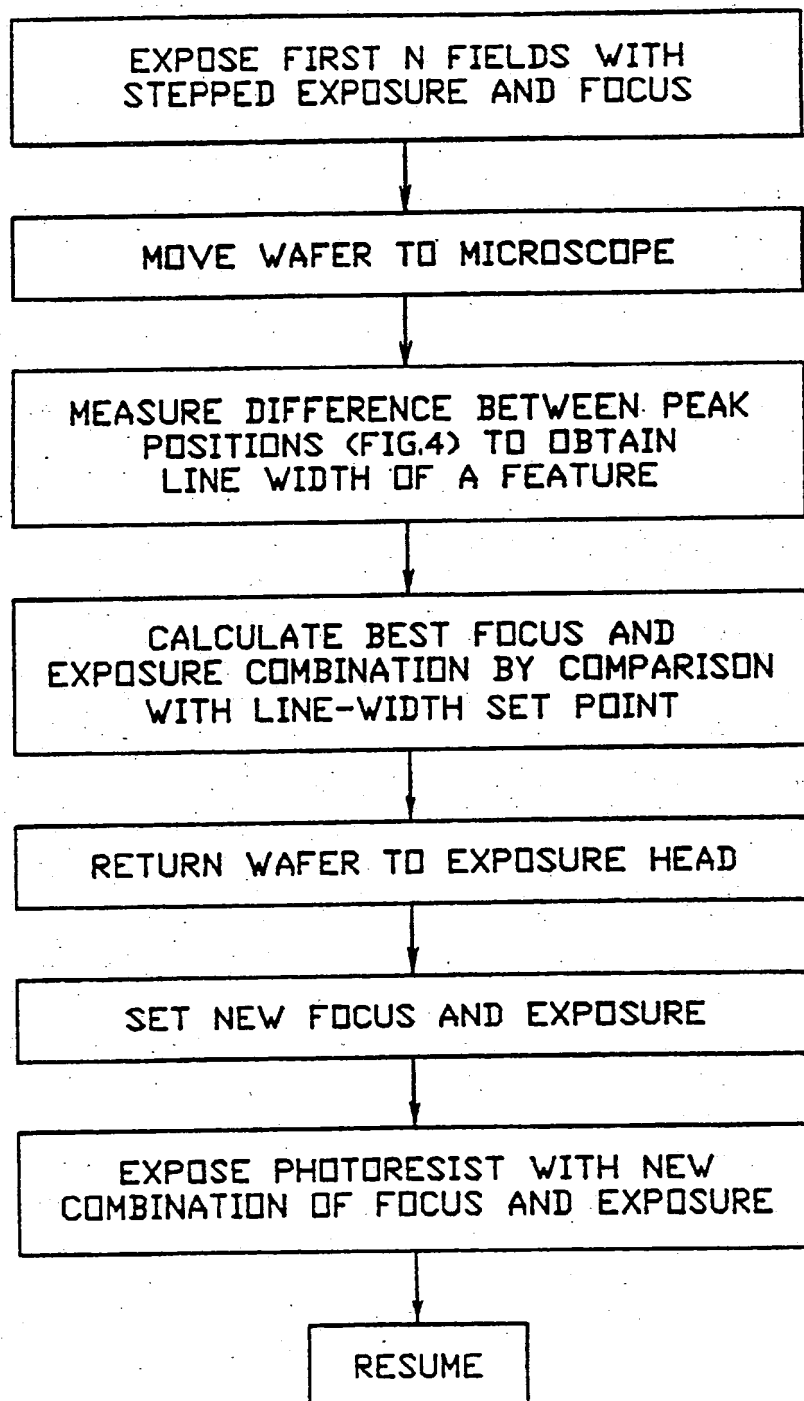 EXPOSE FIRST N FIELDS WITH
STEPPED EXPOSURE AND FOCUS
MOVE WAFER TO MICROSCOPE
MEASURE DIFFERENCE BETWEEN PEAK
POSITIONS (FIG.4) TO OBTAIN
LINE WIDTH OF A FEATURE
CALCULATE BEST FOCUS AND
EXPOSURE COMBINATION BY COMPARISON
WITH LINE-WIDTH SET POINT
RETURN WAFER TO EXPOSURE HEAD
SET NEW FOCUS AND EXPOSURE
EXPOSE PHOTORESIST WITH NEW
COMBINATION OF FOCUS AND EXPOSURE
RESUME